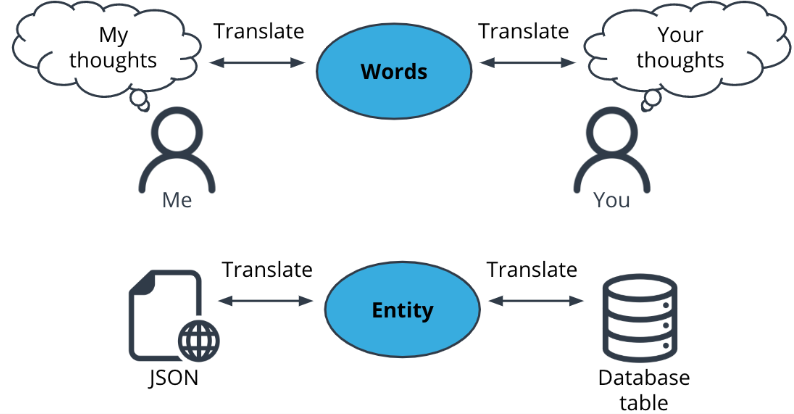 My
thoughts
Translate
Words
Translate
Your
thoughts
Me
You
Translate
Entity
Translate
JSON
Database
table